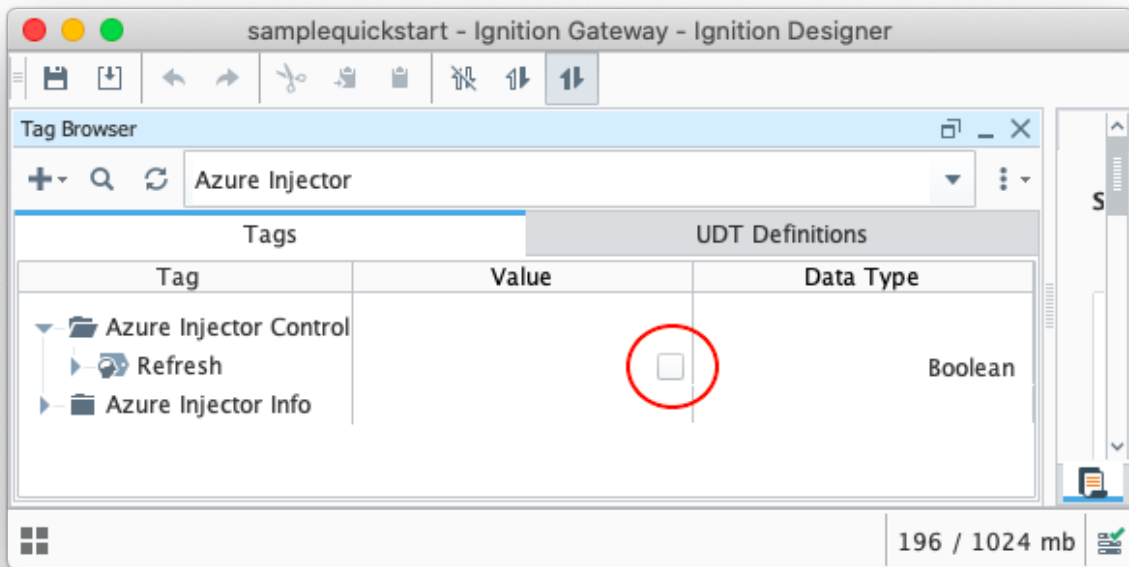 samplequickstart - Ignition Gateway - Ignition Designer
Tag Browser
Azure Injector
S
Tags UDT Definitions
Tag Value Data Type
Azure Injector Control
Refresh Boolean
Azure Injector Info
196 / 1024 mb